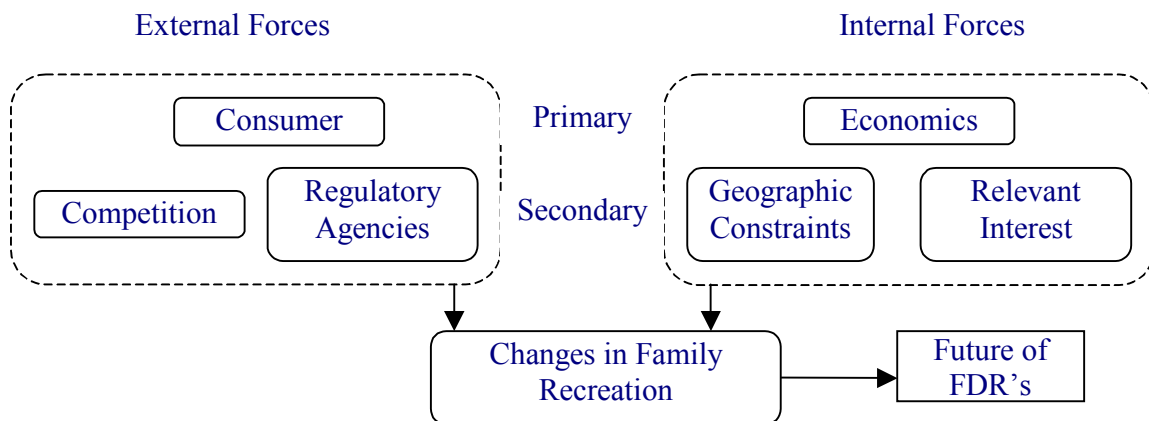 External Forces
Internal Forces
Consumer
Primary
Economics
Competition
Regulatory
Agencies
Secondary
Geographic
Constraints
Relevant
Interest
Changes in Family
Recreation
Future of
FDR’s